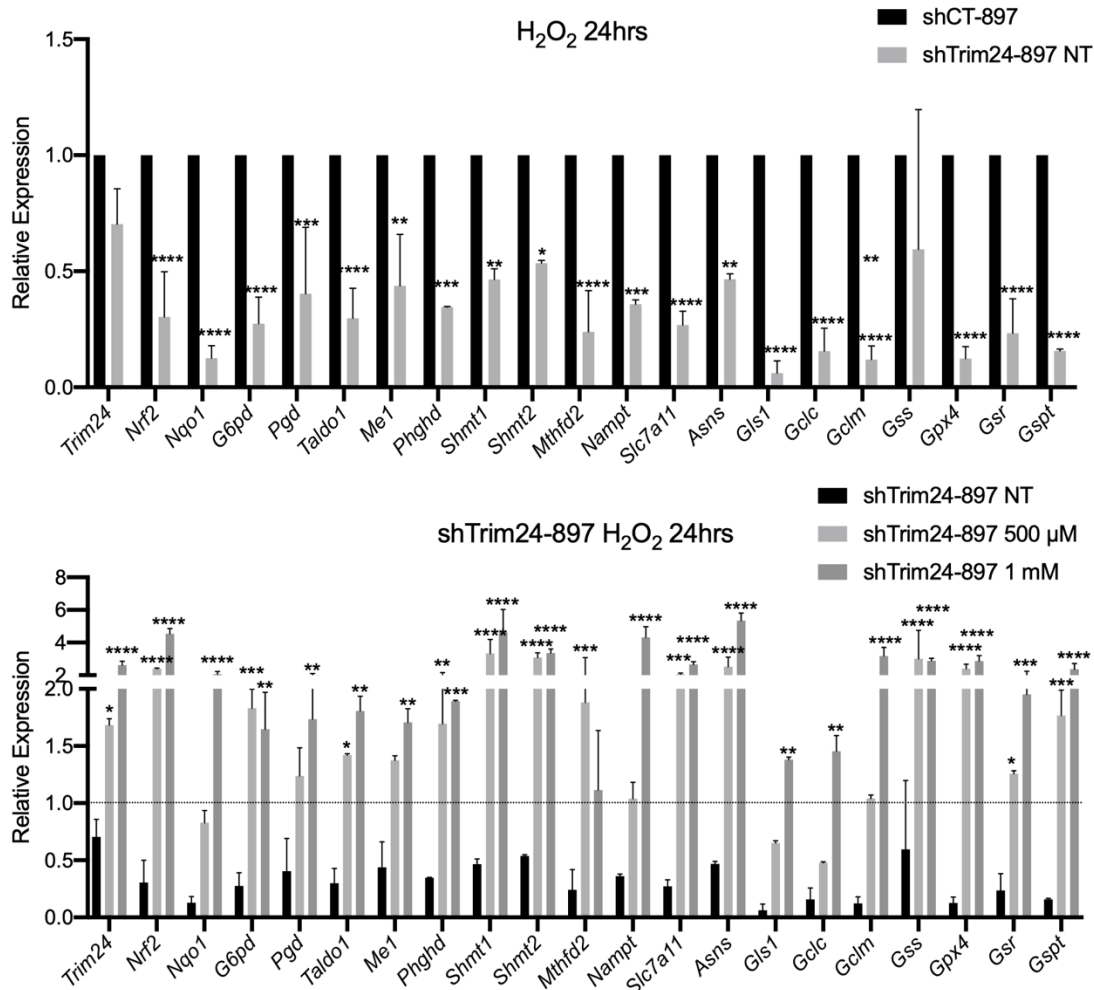 H2O2 24hrs
shCT-897
shTrim24-897 NT
Relative Expression
1.5
1.0
0.5
0.0
**** **** **** *** **** ** *** ** * **** *** **** ** **** **** ** **** **** **** ****
Trim24 Nrf2 Nqo1 G6pd Pgd Taldo1 Me1 Phghd Shmt1 Shmt2 Mthfd2 Nampt Slc7a11 Asns Gls1 Gclc Gclm Gss Gpx4 Gsr Gspt
shTrim24-897 NT
shTrim24-897 500 µM
shTrim24-897 1 mM
shTrim24-897 H2O2 24hrs
Relative Expression
8
6
4
2
2.0
1.5
1.0
0.5
0.0
* **** **** **** **** *** ** ** * ** ** ** *** **** **** **** **** *** **** *** **** **** **** ** ** **** **** **** **** **** * *** *** ****
Trim24 Nrf2 Nqo1 G6pd Pgd Taldo1 Me1 Phghd Shmt1 Shmt2 Mthfd2 Nampt Slc7a11 Asns Gls1 Gclc Gclm Gss Gpx4 Gsr Gspt